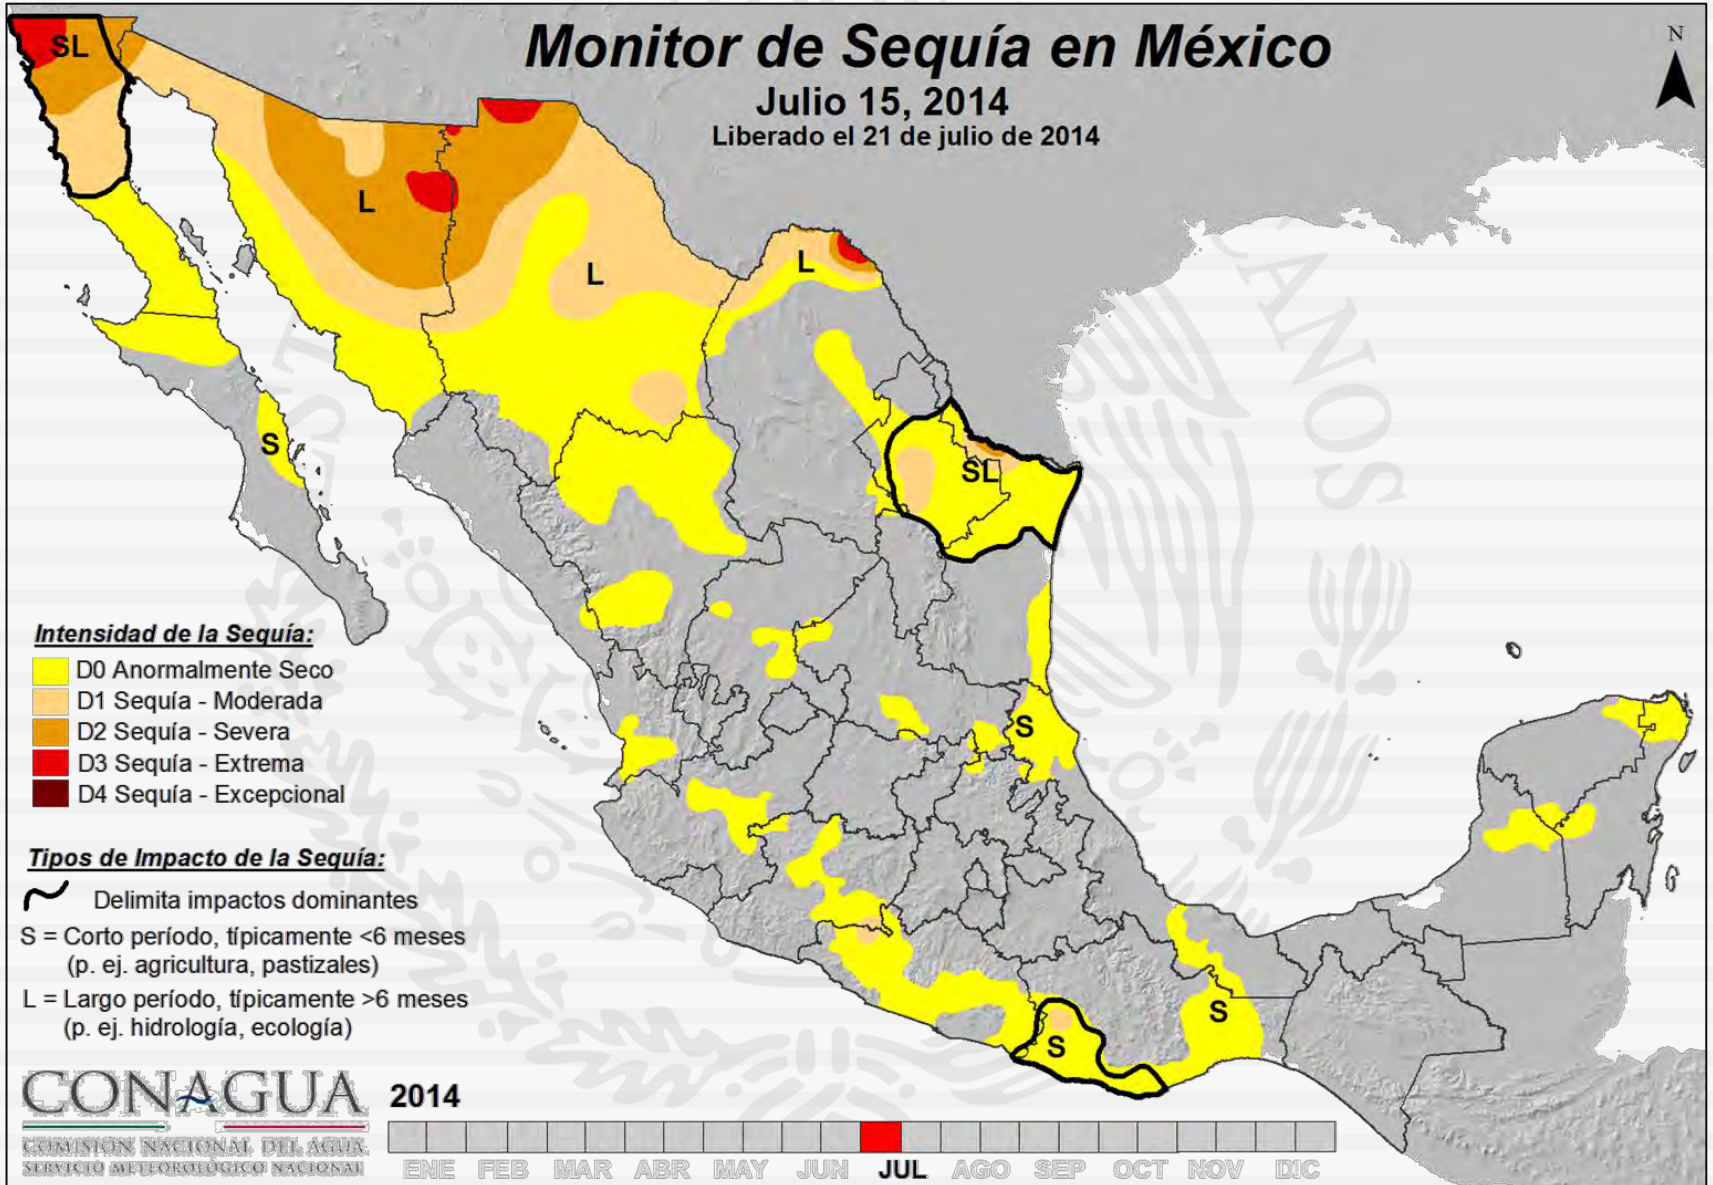 Monitor de Sequía en México
Julio 15, 2014
Liberado el 21 de julio de 2014
N
SL
L
L
L
S
SL
S
S
S
CANOS
EST
Intensidad de la Sequía:
D0 Anormalmente Seco
D1 Sequía - Moderada
D2 Sequía - Severa
D3 Sequía - Extrema
D4 Sequía - Excepcional
Tipos de Impacto de la Sequía:
Delimita impactos dominantes
S = Corto período, típicamente <6 meses
(p. ej. agricultura, pastizales)
L = Largo período, típicamente >6 meses
(p. ej. hidrología, ecología)
CONAGUA
COMISIÓN NACIONAL DEL AGUA
SERVICIO METEOROLÓGICO NACIONAL
2014
ENE FEB MAR ABR MAY JUN JUL AGO SEP OCT NOV DIC